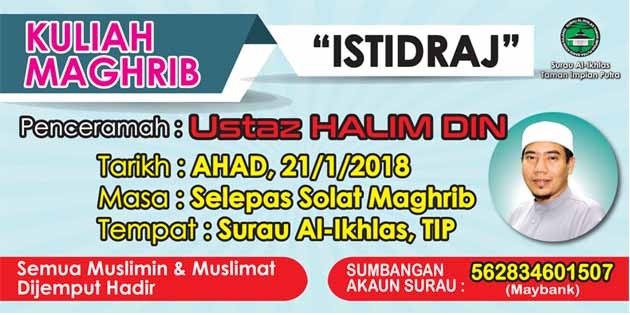 KULIAH
MAGHRIB
“ISTIDRAJ”
Surau Al-Ikhlas
Taman Impian Putra
Penceramah : Ustaz HALIM DIN
Tarikh : AHAD, 21/1/2018
Masa : Selepas Solat Maghrib
Tempat : Surau Al-Ikhlas, TIP
Semua Muslimin & Muslimat
Dijemput Hadir
SUMBANGAN
AKAUN SURAU :
562834601507
(Maybank)